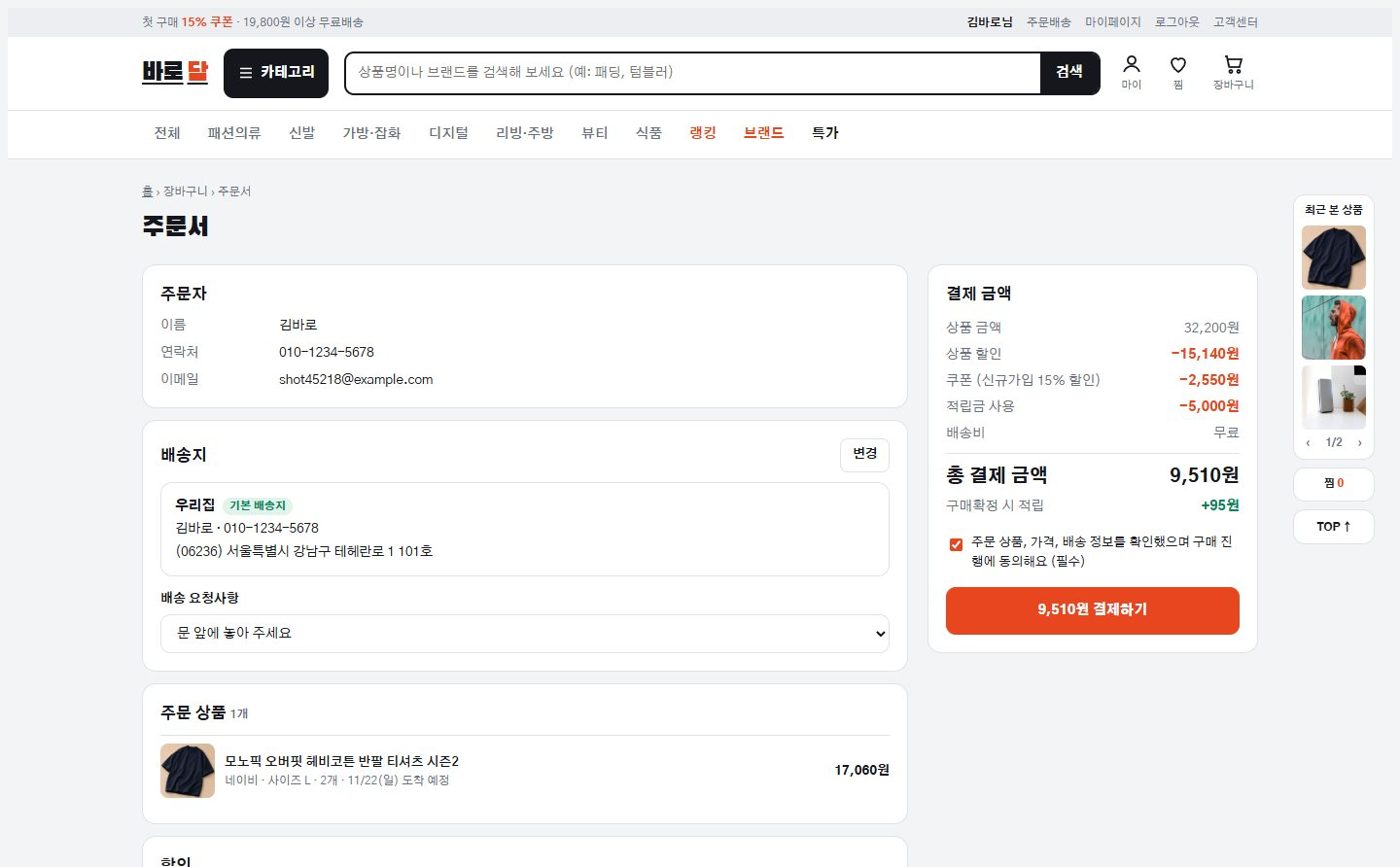 첫 구매 15% 쿠폰 · 19,800원 이상 무료배송
김바로님 주문배송 마이페이지 로그아웃 고객센터
바로달
☰ 카테고리
상품명이나 브랜드를 검색해 보세요 (예: 패딩, 텀블러)
검색
마이 찜 장바구니
전체 패션의류 신발 가방·잡화 디지털 리빙·주방 뷰티 식품 랭킹 브랜드 특가
홈 › 장바구니 › 주문서
주문서
주문자
이름 김바로
연락처 010-1234-5678
이메일 shot45218@example.com
배송지
변경
우리집 기본 배송지
김바로 · 010-1234-5678
(06236) 서울특별시 강남구 테헤란로 1 101호
배송 요청사항
문 앞에 놓아 주세요
주문 상품 1개
모노픽 오버핏 헤비코튼 반팔 티셔츠 시즌2
네이비 · 사이즈 L · 2개 · 11/22(일) 도착 예정
17,060원
할인
결제 금액
상품 금액 32,200원
상품 할인 -15,140원
쿠폰 (신규가입 15% 할인) -2,550원
적립금 사용 -5,000원
배송비 무료
총 결제 금액 9,510원
구매확정 시 적립 +95원
주문 상품, 가격, 배송 정보를 확인했으며 구매 진
행에 동의해요 (필수)
9,510원 결제하기
최근 본 상품
‹ 1/2 ›
찜 0
TOP ↑